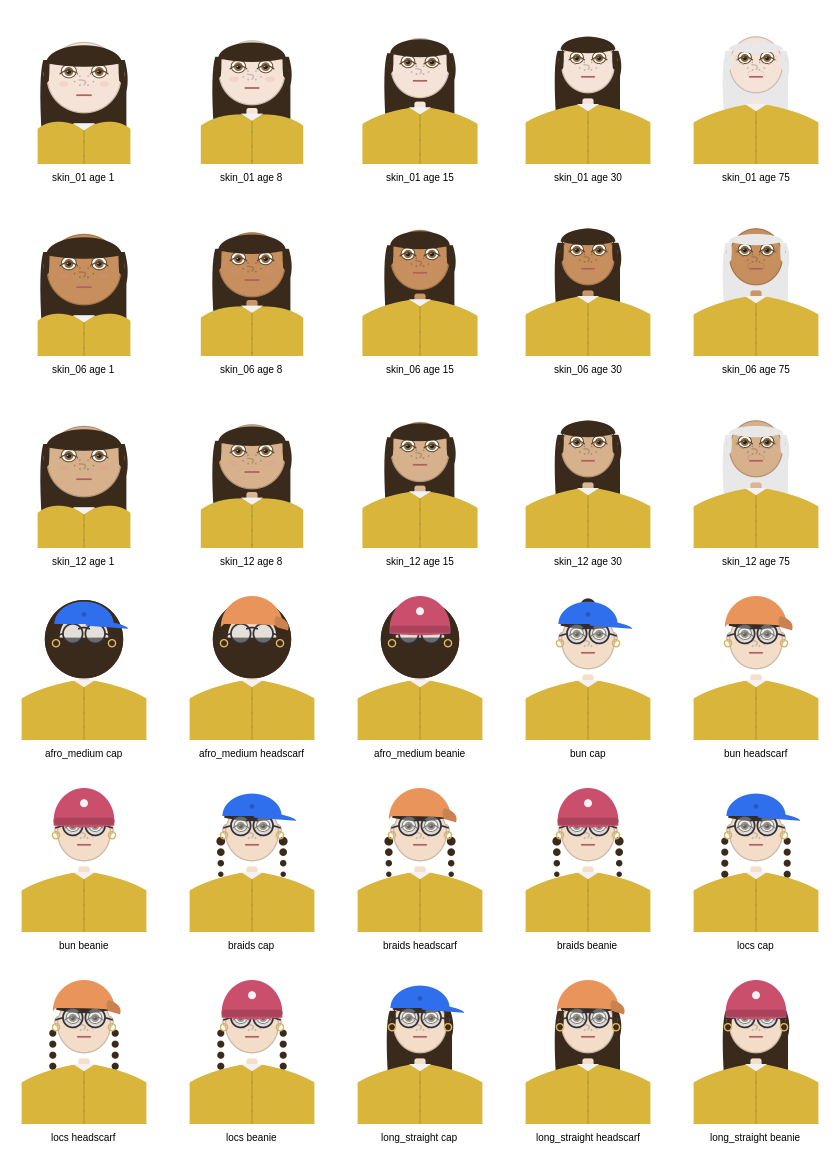 skin_01 age 1
skin_01 age 8
skin_01 age 15
skin_01 age 30
skin_01 age 75
skin_06 age 1
skin_06 age 8
skin_06 age 15
skin_06 age 30
skin_06 age 75
skin_12 age 1
skin_12 age 8
skin_12 age 15
skin_12 age 30
skin_12 age 75
afro_medium cap
afro_medium headscarf
afro_medium beanie
bun cap
bun headscarf
bun beanie
braids cap
braids headscarf
braids beanie
locs cap
locs headscarf
locs beanie
long_straight cap
long_straight headscarf
long_straight beanie